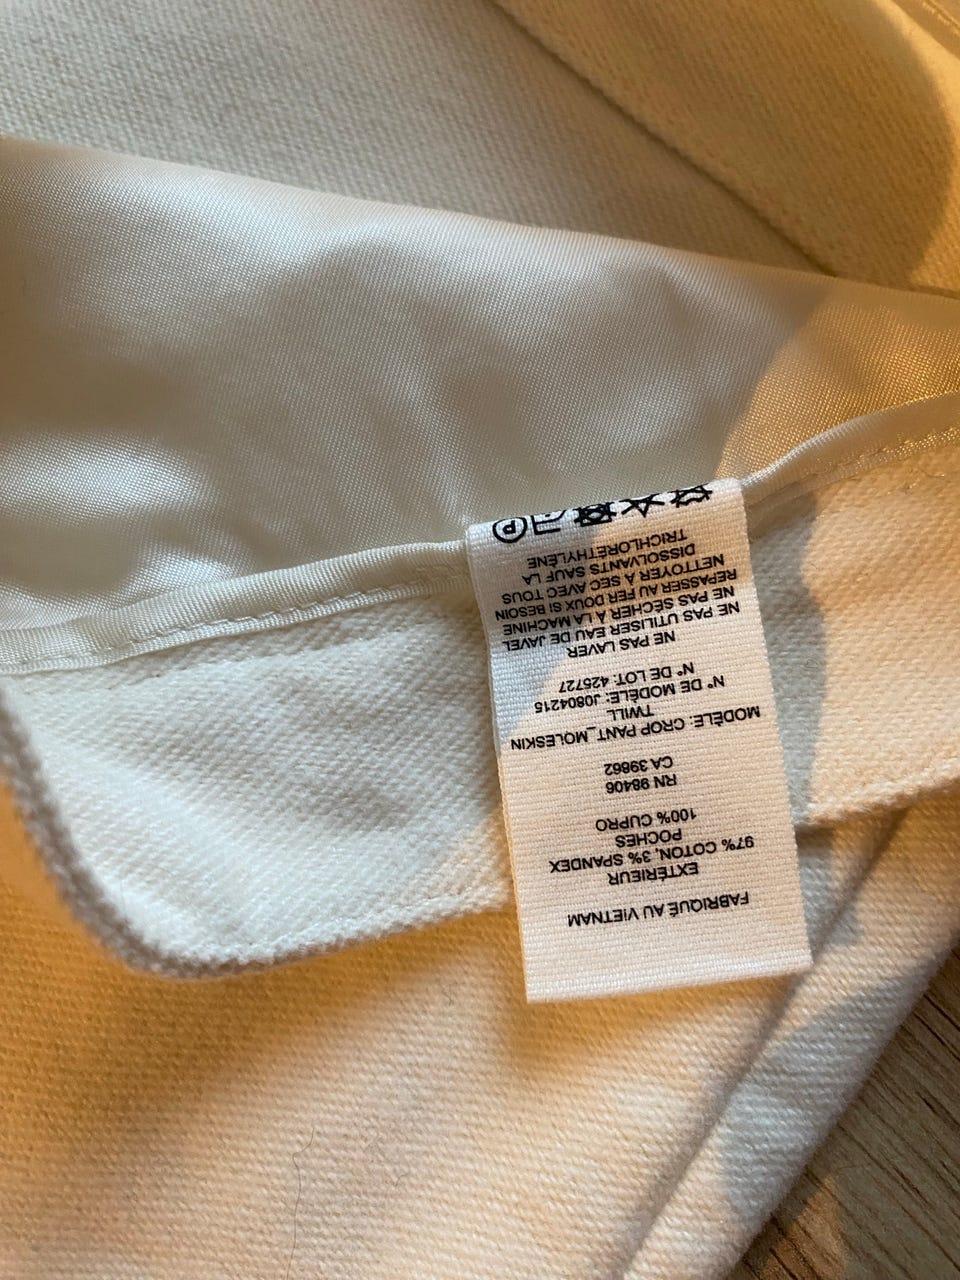 FABRIQUÉ AU VIETNAM
EXTÉRIEUR
97% COTON, 3% SPANDEX
POCHES
100% CUPRO
RN 98406
CA 39862
MODÈLE: CROP PANT_MOLESKIN
TWILL
N° DE MODÈLE: J0804215
N° DE LOT: 425727
NE PAS LAVER
NE PAS UTILISER EAU DE JAVEL
NE PAS SÉCHER À LA MACHINE
REPASSER AU FER DOUX SI BESOIN
NETTOYER À SEC AVEC TOUS
DISSOLVANTS SAUF LA
TRICHLORÉTHYLÈNE
P